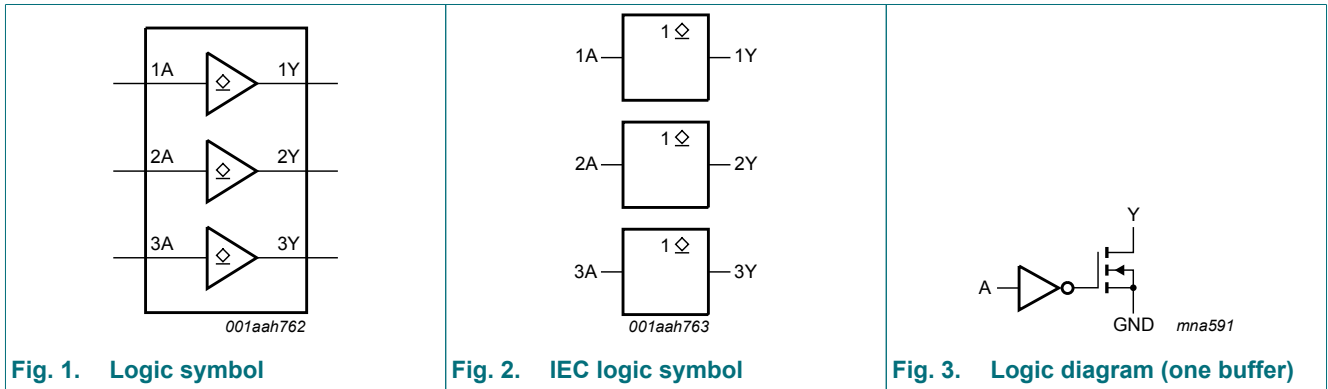 1A 1Y
2A 2Y
3A 3Y
001aah762
Fig. 1. Logic symbol
1
1A 1Y
1
2A 2Y
1
3A 3Y
001aah763
Fig. 2. IEC logic symbol
Y
A
GND mna591
Fig. 3. Logic diagram (one buffer)